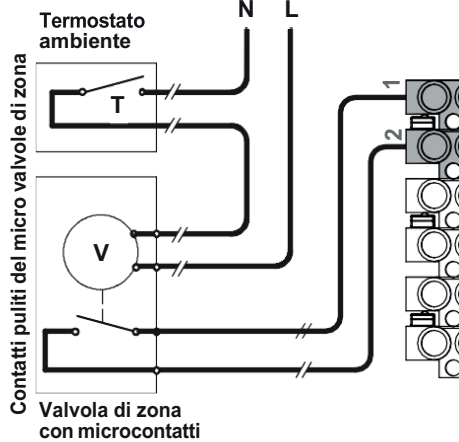 N L
Termostato
ambiente
T
1
2
Contatti puliti del micro valvole di zona
V
Valvola di zona
con microcontatti